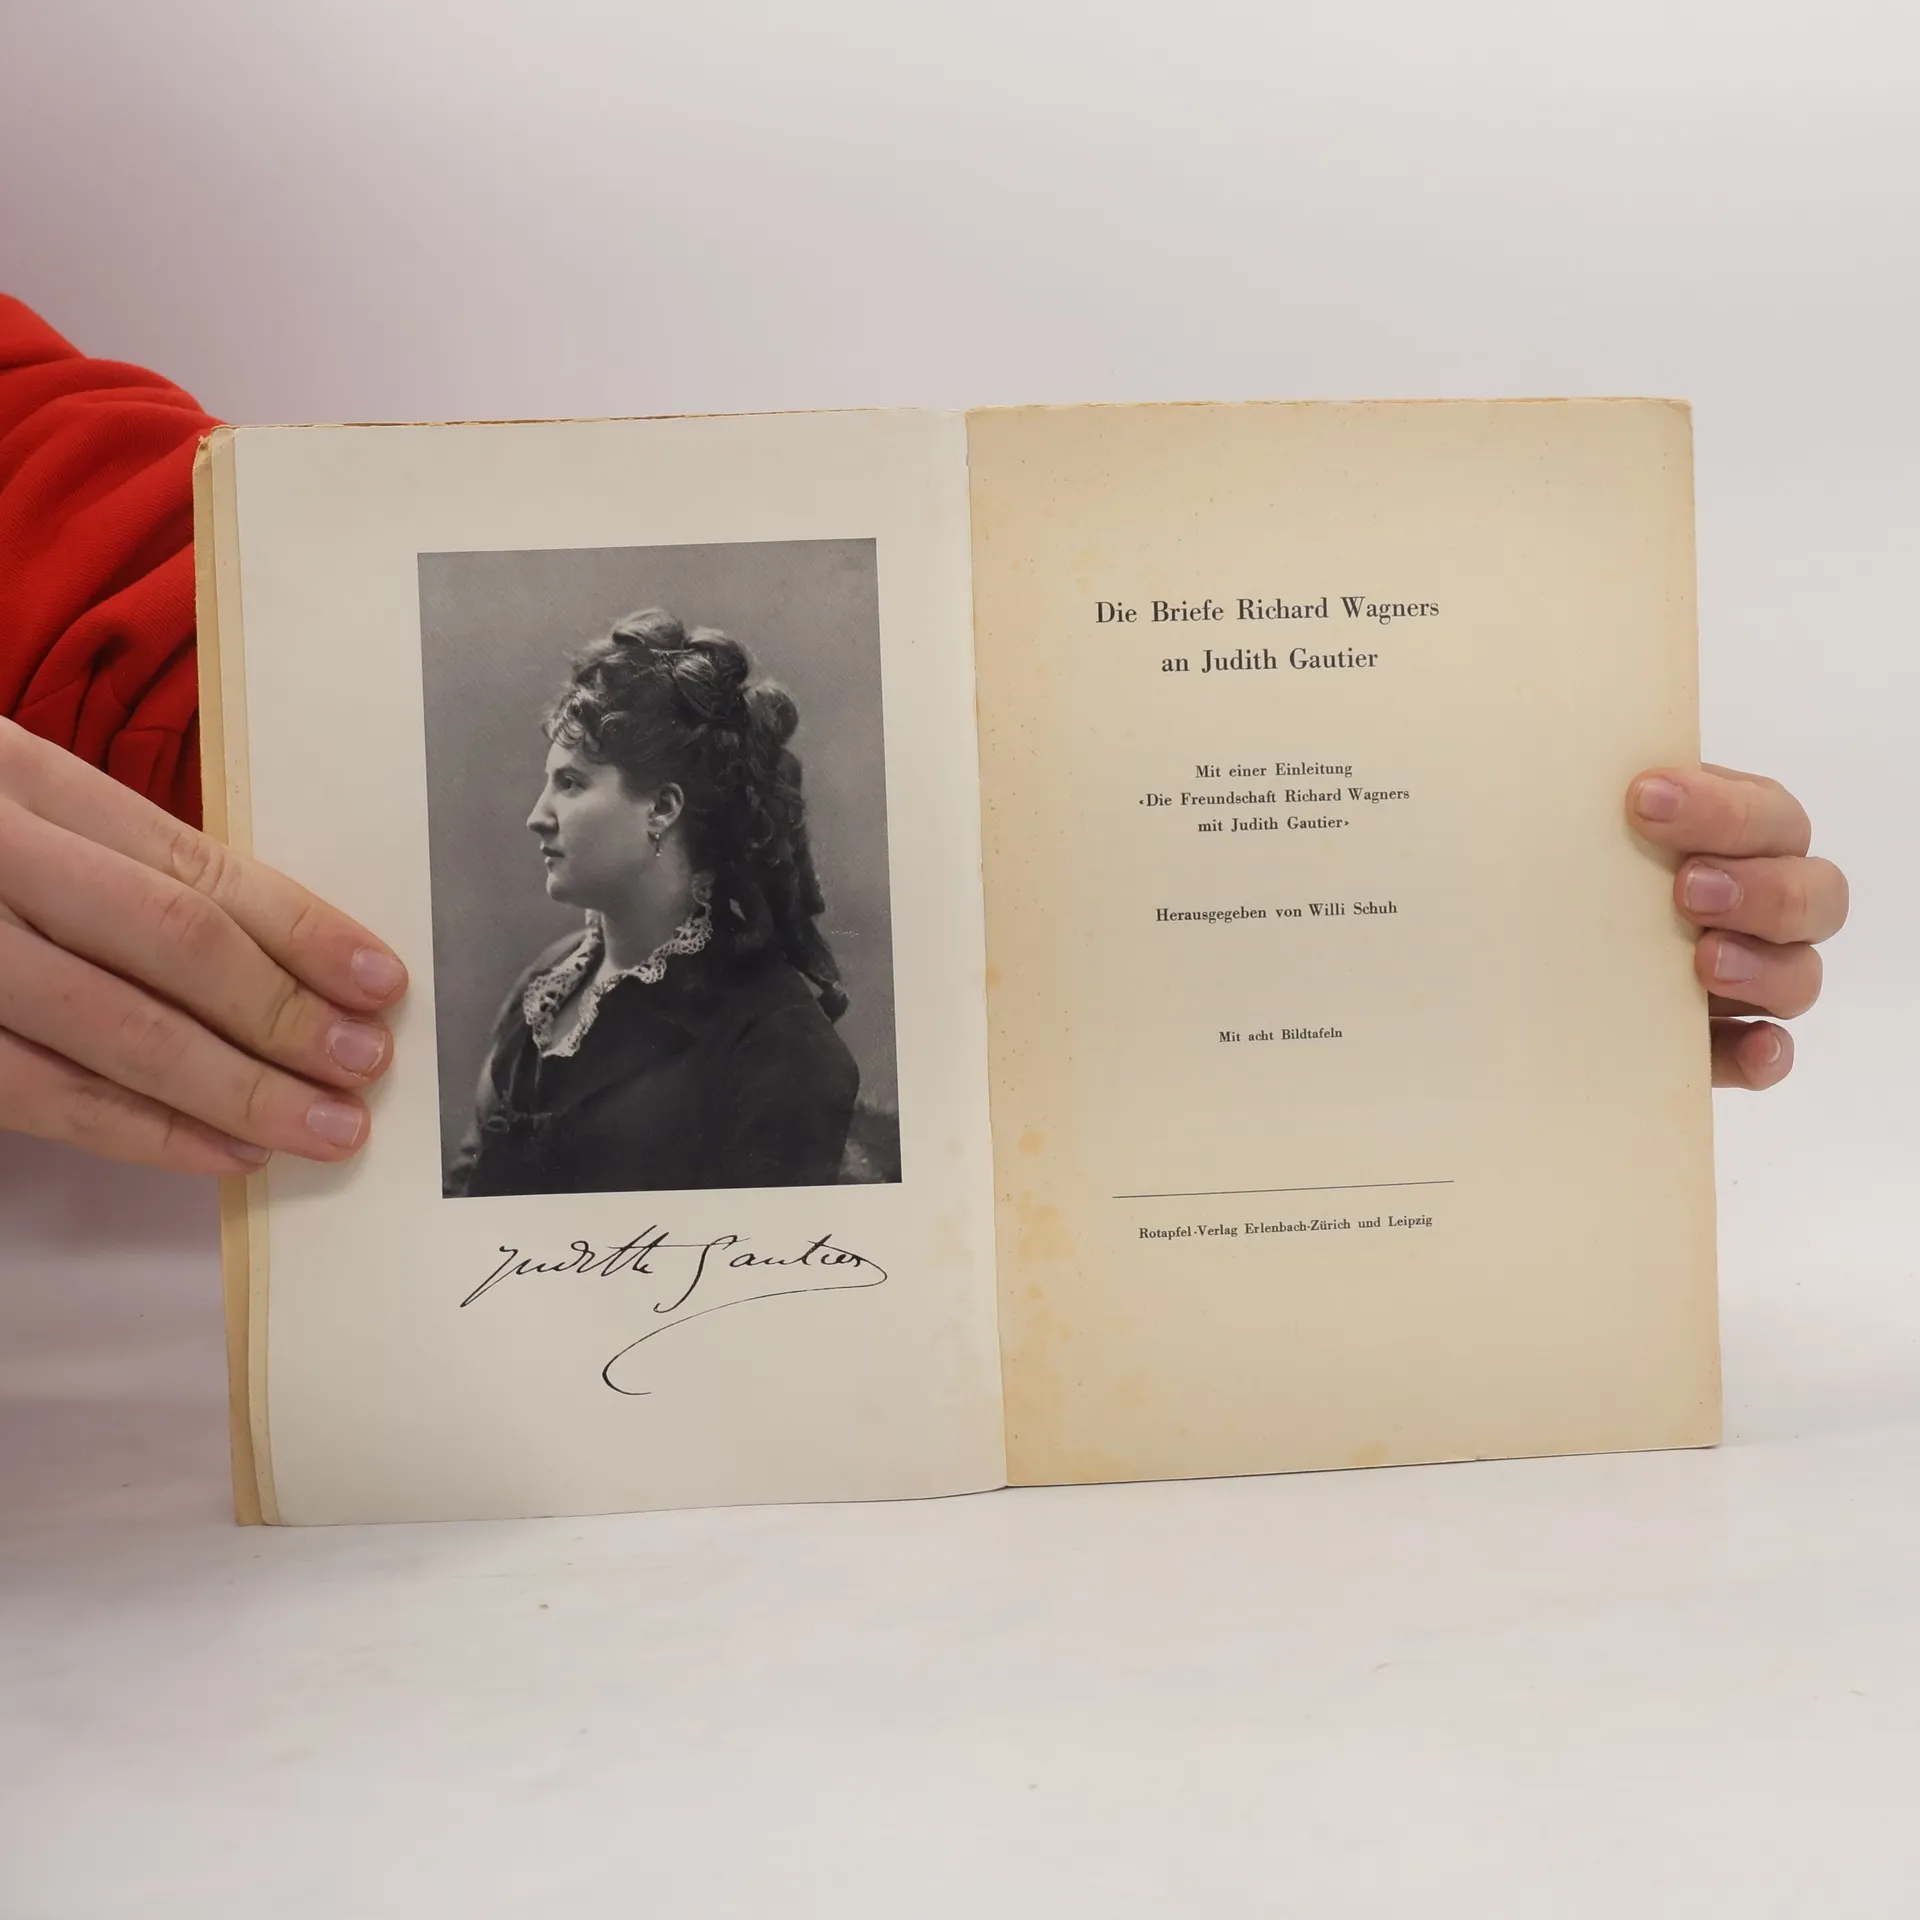 Judith Gautier
Die Briefe Richard Wagners
an Judith Gautier
Mit einer Einleitung
‹Die Freundschaft Richard Wagners
mit Judith Gautier›
Herausgegeben von Willi Schuh
Mit acht Bildtafeln
Rotapfel-Verlag Erlenbach-Zürich und Leipzig